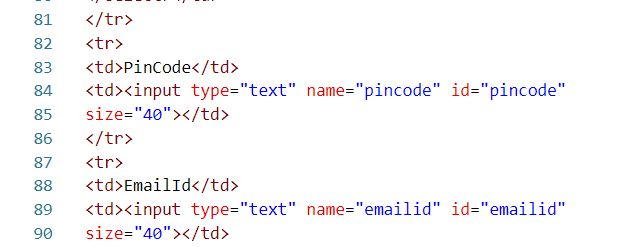 81 </tr>
82 <tr>
83 <td>PinCode</td>
84 <td><input type="text" name="pincode" id="pincode"
85 size="40"></td>
86 </tr>
87 <tr>
88 <td>EmailId</td>
89 <td><input type="text" name="emailid" id="emailid"
90 size="40"></td>